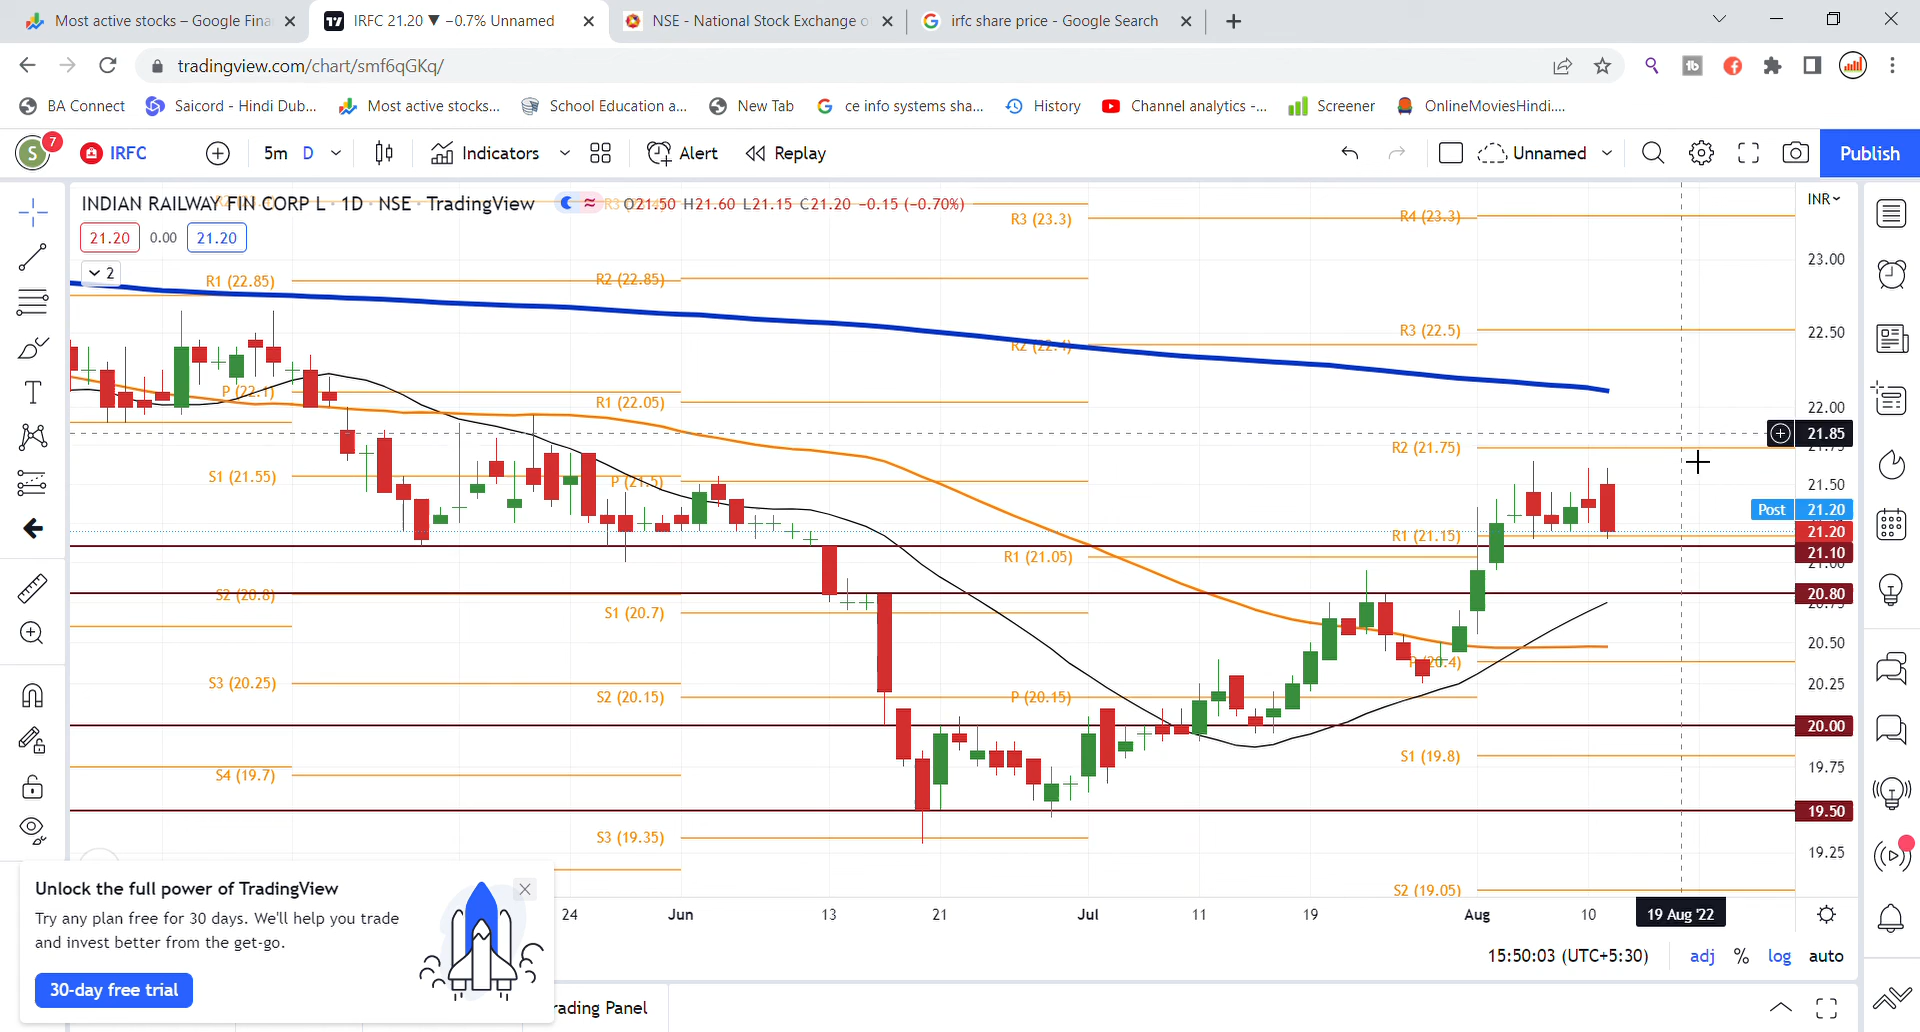 Most active stocks – Google Fina
IRFC 21.20 ▼ −0.7% Unnamed
NSE - National Stock Exchange o
irfc share price - Google Search
tradingview.com/chart/smf6qGKq/
BA Connect
Saicord - Hindi Dub...
Most active stocks...
School Education a...
New Tab
ce info systems sha...
History
Channel analytics -...
Screener
OnlineMoviesHindi....
S
7
IRFC
5m
D
Indicators
Alert
Replay
Unnamed
Publish
INDIAN RAILWAY FIN CORP L · 1D · NSE · TradingView
O21.50 H21.60 L21.15 C21.20 −0.15 (−0.70%)
INR
21.20
0.00
21.20
2
R3 (23.3)
R4 (23.3)
23.00
R1 (22.85)
R2 (22.85)
R3 (22.5)
22.50
R2 (22.4)
P (22.1)
R1 (22.05)
22.00
21.85
R2 (21.75)
21.75
S1 (21.55)
P (21.5)
21.50
Post 21.20
21.20
R1 (21.15)
21.10
R1 (21.05)
21.00
S2 (20.8)
20.80
20.75
S1 (20.7)
20.50
P (20.4)
S3 (20.25)
20.25
S2 (20.15)
P (20.15)
20.00
S1 (19.8)
S4 (19.7)
19.75
19.50
S3 (19.35)
19.25
S2 (19.05)
24
Jun
13
21
Jul
11
19
Aug
10
19 Aug '22
Unlock the full power of TradingView
Try any plan free for 30 days. We'll help you trade
and invest better from the get-go.
30-day free trial
15:50:03 (UTC+5:30)
adj
%
log
auto
rading Panel